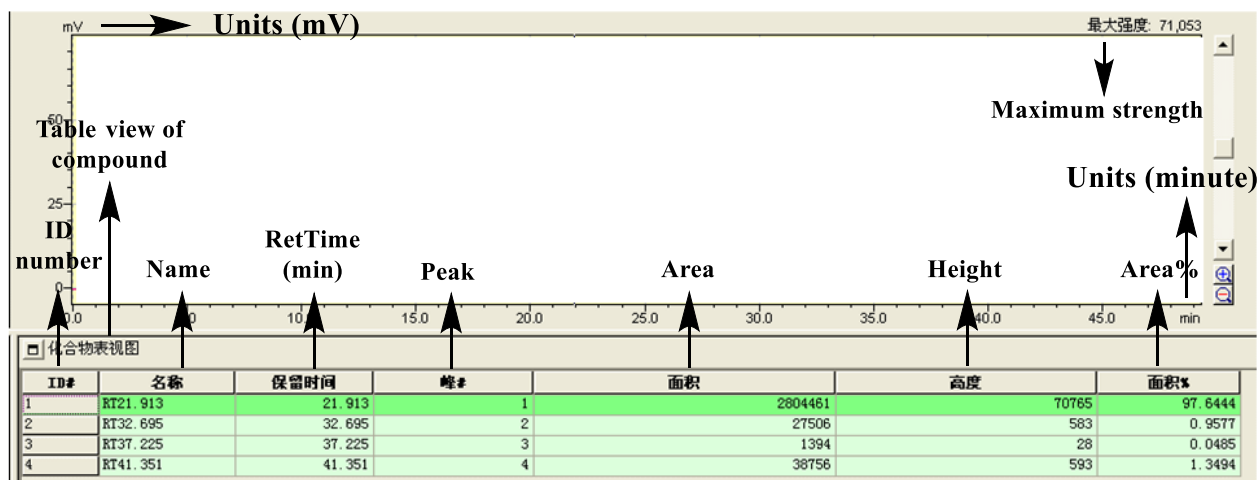 mV
Units (mV)
最大强度: 71,053
Maximum strength
50
Table view of
compound
Units (minute)
25
ID
number
Name
RetTime
(min)
Peak
Area
Height
Area%
0
0.0 10.0 15.0 20.0 25.0 30.0 35.0 40.0 45.0 min
化合物表视图
ID# 名称 保留时间 峰# 面积 高度 面积%
1 RT21.913 21.913 1 2804461 70765 97.6444
2 RT32.695 32.695 2 27506 583 0.9577
3 RT37.225 37.225 3 1394 28 0.0485
4 RT41.351 41.351 4 38756 593 1.3494